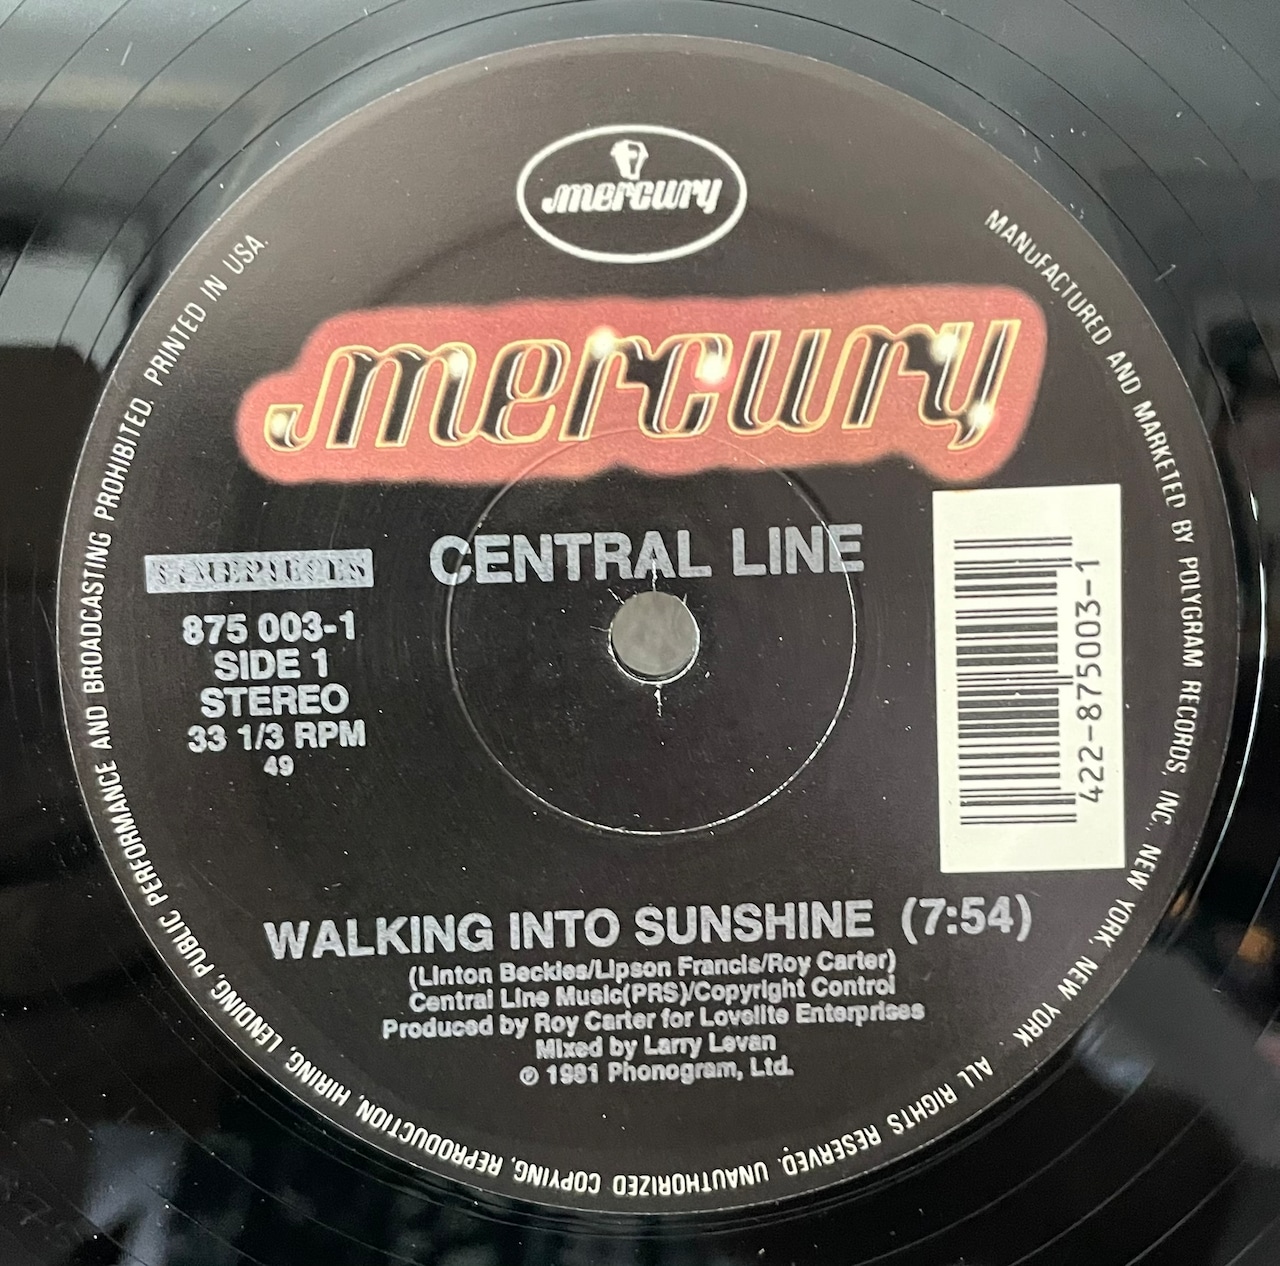 mercury
mercury
CENTRAL LINE
TIMEPIECES
875 003-1
SIDE 1
STEREO
33 1/3 RPM
49
422-875003-1
WALKING INTO SUNSHINE (7:54)
(Linton Beckles/Lipson Francis/Roy Carter)
Central Line Music(PRS)/Copyright Control
Produced by Roy Carter for Lovelite Enterprises
Mixed by Larry Levan
℗ 1981 Phonogram, Ltd.
MANUFACTURED AND MARKETED BY POLYGRAM RECORDS, INC., NEW YORK, NEW YORK . ALL RIGHTS RESERVED. UNAUTHORIZED COPYING, REPRODUCTION, HIRING, LENDING, PUBLIC PERFORMANCE AND BROADCASTING PROHIBITED. PRINTED IN USA.